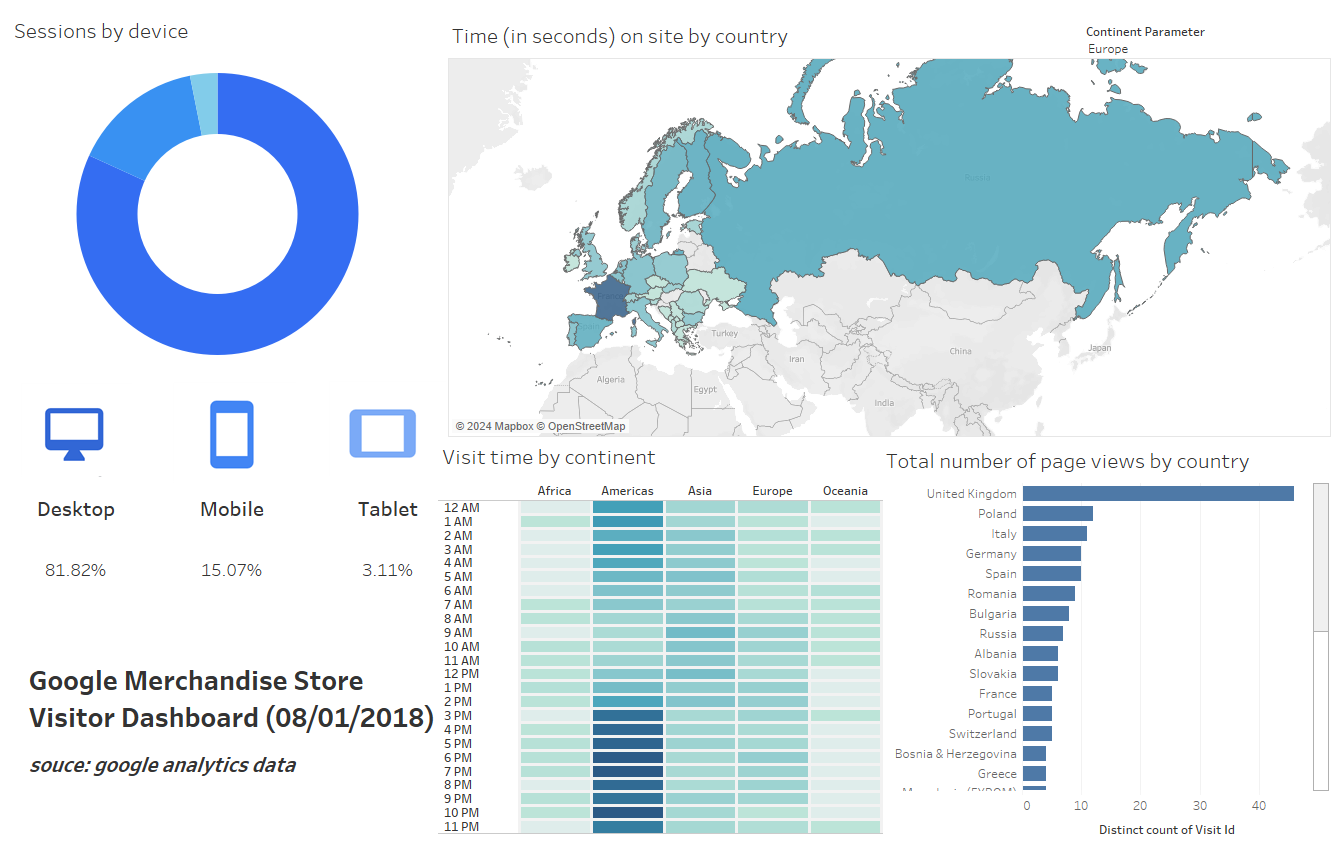 Sessions by device
Desktop
Mobile
Tablet
81.82%
15.07%
3.11%
Google Merchandise Store
Visitor Dashboard (08/01/2018)
souce: google analytics data
Time (in seconds) on site by country
Continent Parameter
Europe
Russia
France
Spain
Turkey
Iran
China
Japan
Algeria
Egypt
India
© 2024 Mapbox © OpenStreetMap
Visit time by continent
Africa Americas Asia Europe Oceania
12 AM
1 AM
2 AM
3 AM
4 AM
5 AM
6 AM
7 AM
8 AM
9 AM
10 AM
11 AM
12 PM
1 PM
2 PM
3 PM
4 PM
5 PM
6 PM
7 PM
8 PM
9 PM
10 PM
11 PM
Total number of page views by country
United Kingdom
Poland
Italy
Germany
Spain
Romania
Bulgaria
Russia
Albania
Slovakia
France
Portugal
Switzerland
Bosnia & Herzegovina
Greece
0 10 20 30 40
Distinct count of Visit Id